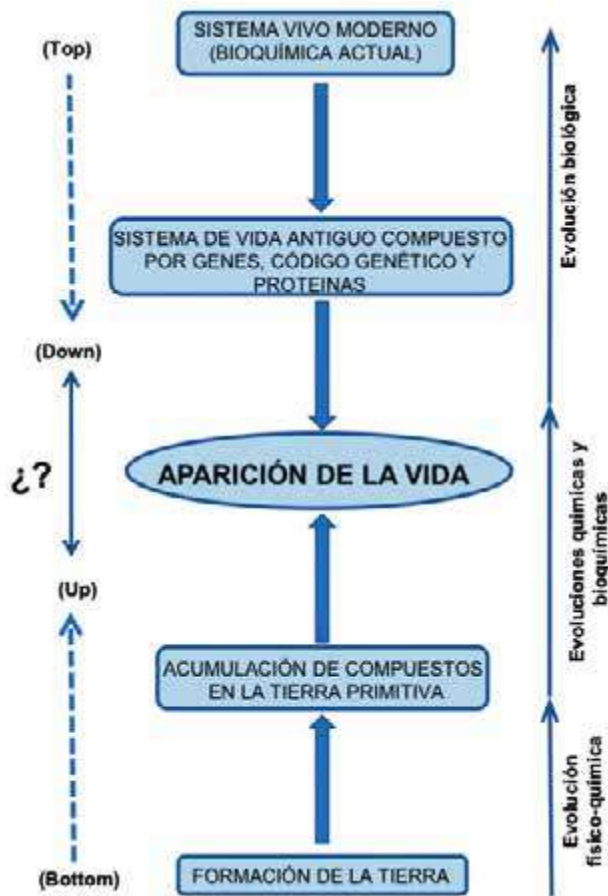 SISTEMA VIVO MODERNO
(BIOQUÍMICA ACTUAL)
(Top)
Evolución biológica
SISTEMA DE VIDA ANTIGUO COMPUESTO
POR GENES, CÓDIGO GENÉTICO Y
PROTEINAS
(Down)
¿?
APARICIÓN DE LA VIDA
Evoluciones quimicas y
bioquímicas
(Up)
ACUMULACIÓN DE COMPUESTOS
EN LA TIERRA PRIMITIVA
Evolución
físico-química
(Bottom)
FORMACIÓN DE LA TIERRA